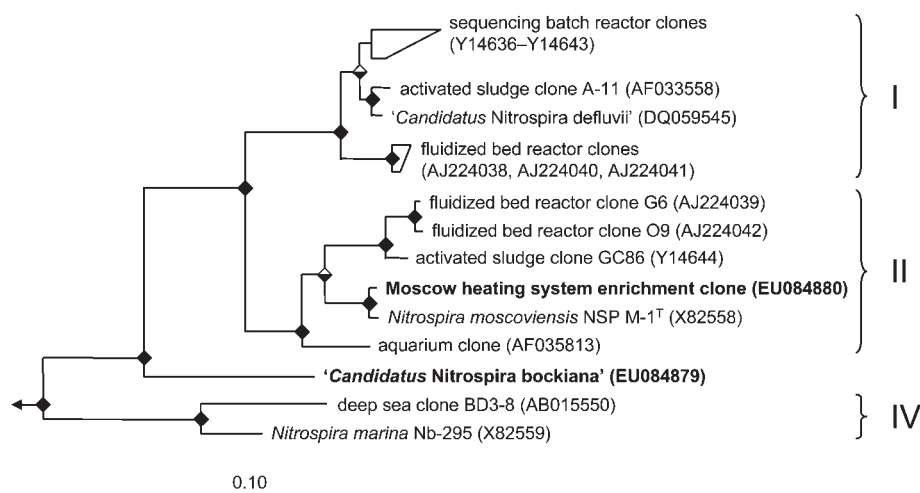 sequencing batch reactor clones
(Y14636–Y14643)
activated sludge clone A-11 (AF033558)
‘Candidatus Nitrospira defluvii’ (DQ059545)
fluidized bed reactor clones
(AJ224038, AJ224040, AJ224041)
I
fluidized bed reactor clone G6 (AJ224039)
fluidized bed reactor clone O9 (AJ224042)
activated sludge clone GC86 (Y14644)
Moscow heating system enrichment clone (EU084880)
Nitrospira moscoviensis NSP M-1ᵀ (X82558)
aquarium clone (AF035813)
II
‘Candidatus Nitrospira bockiana’ (EU084879)
deep sea clone BD3-8 (AB015550)
Nitrospira marina Nb-295 (X82559)
IV
0.10